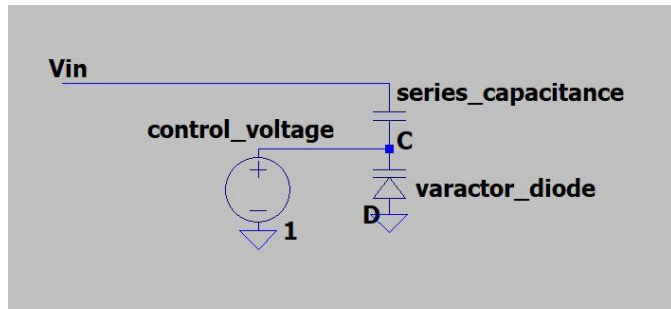 Vin
series_capacitance
control_voltage
C
varactor_diode
D
1